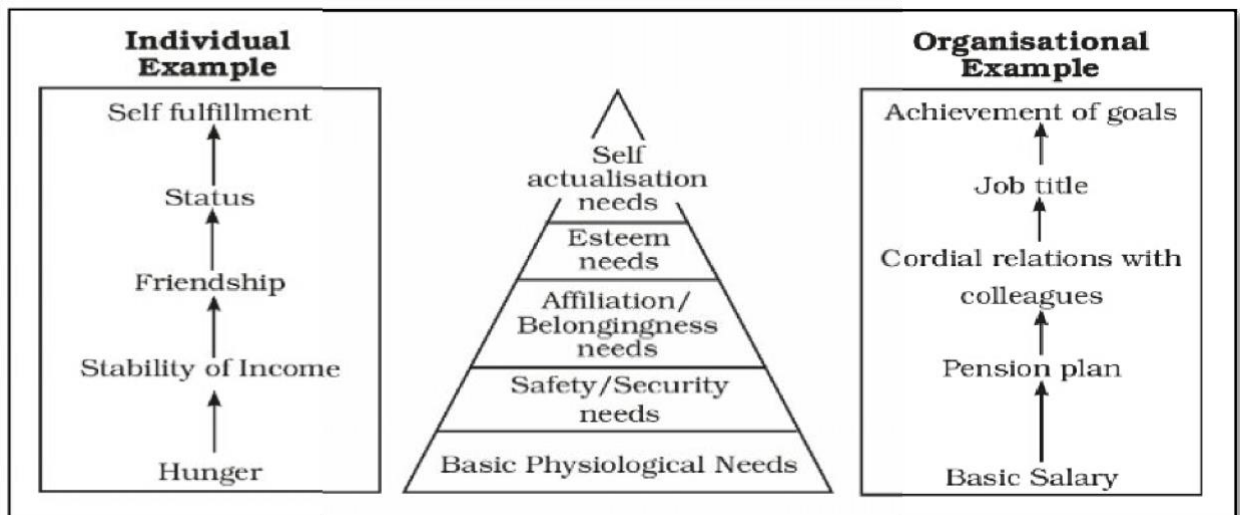 Individual
Example
Self fulfillment
Status
Friendship
Stability of Income
Hunger
Self
actualisation
needs
Esteem
needs
Affiliation/
Belongingness
needs
Safety/Security
needs
Basic Physiological Needs
Organisational
Example
Achievement of goals
Job title
Cordial relations with
colleagues
Pension plan
Basic Salary